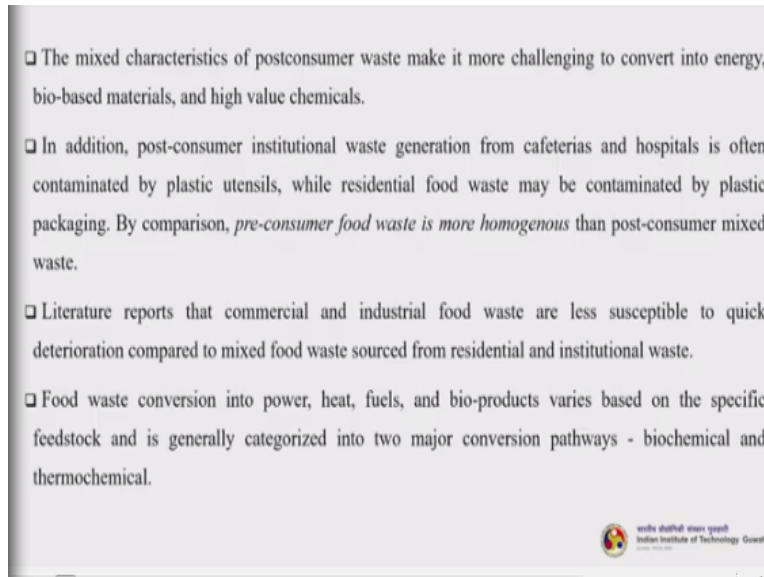 ❑ The mixed characteristics of postconsumer waste make it more challenging to convert into energy,
bio-based materials, and high value chemicals.
❑ In addition, post-consumer institutional waste generation from cafeterias and hospitals is often
contaminated by plastic utensils, while residential food waste may be contaminated by plastic
packaging. By comparison, pre-consumer food waste is more homogenous than post-consumer mixed
waste.
❑ Literature reports that commercial and industrial food waste are less susceptible to quick
deterioration compared to mixed food waste sourced from residential and institutional waste.
❑ Food waste conversion into power, heat, fuels, and bio-products varies based on the specific
feedstock and is generally categorized into two major conversion pathways - biochemical and
thermochemical.
भारतीय प्रौद्योगिकी संस्थान गुवाहाटी
Indian Institute of Technology Guwa